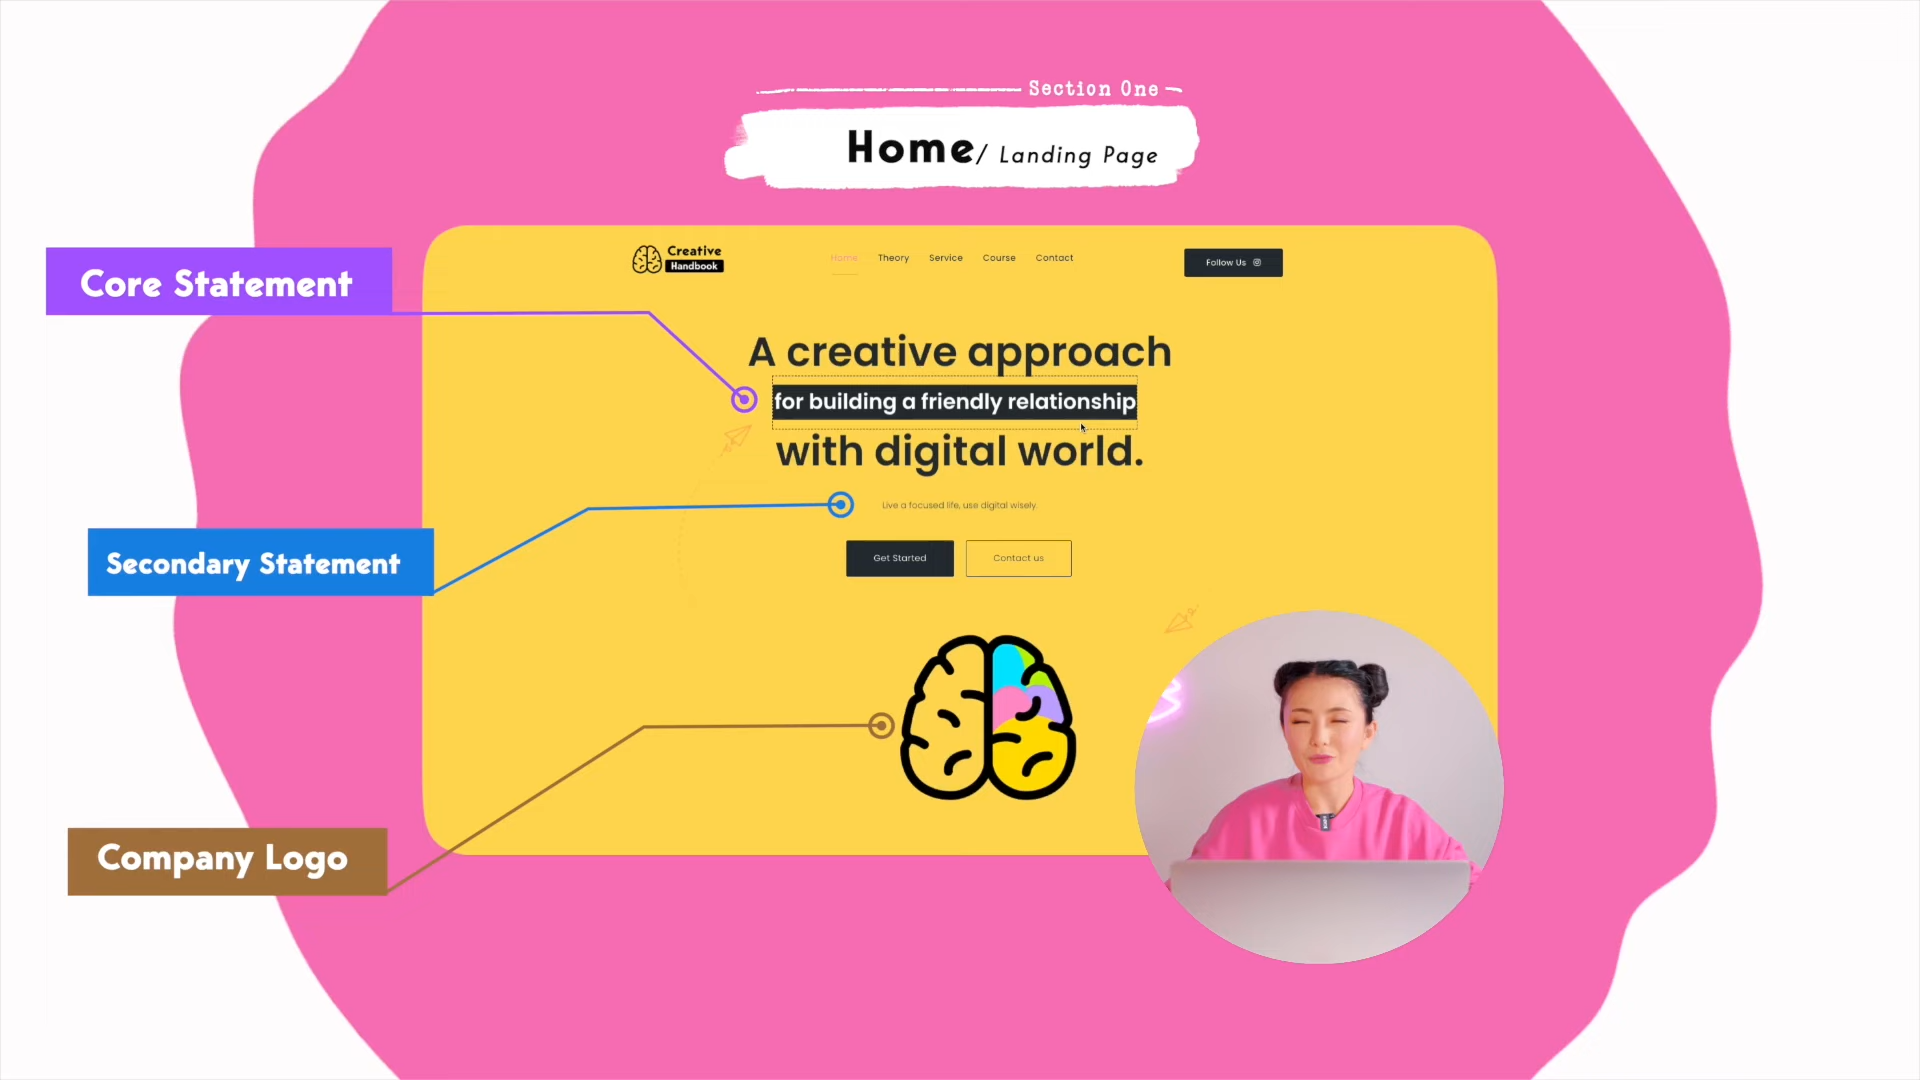 Section One
Home/ Landing Page
Creative
Handbook
Home
Theory
Service
Course
Contact
Follow Us
Core Statement
A creative approach
for building a friendly relationship
with digital world.
Secondary Statement
Live a focused life, use digital wisely.
Get Started
Contact us
Company Logo